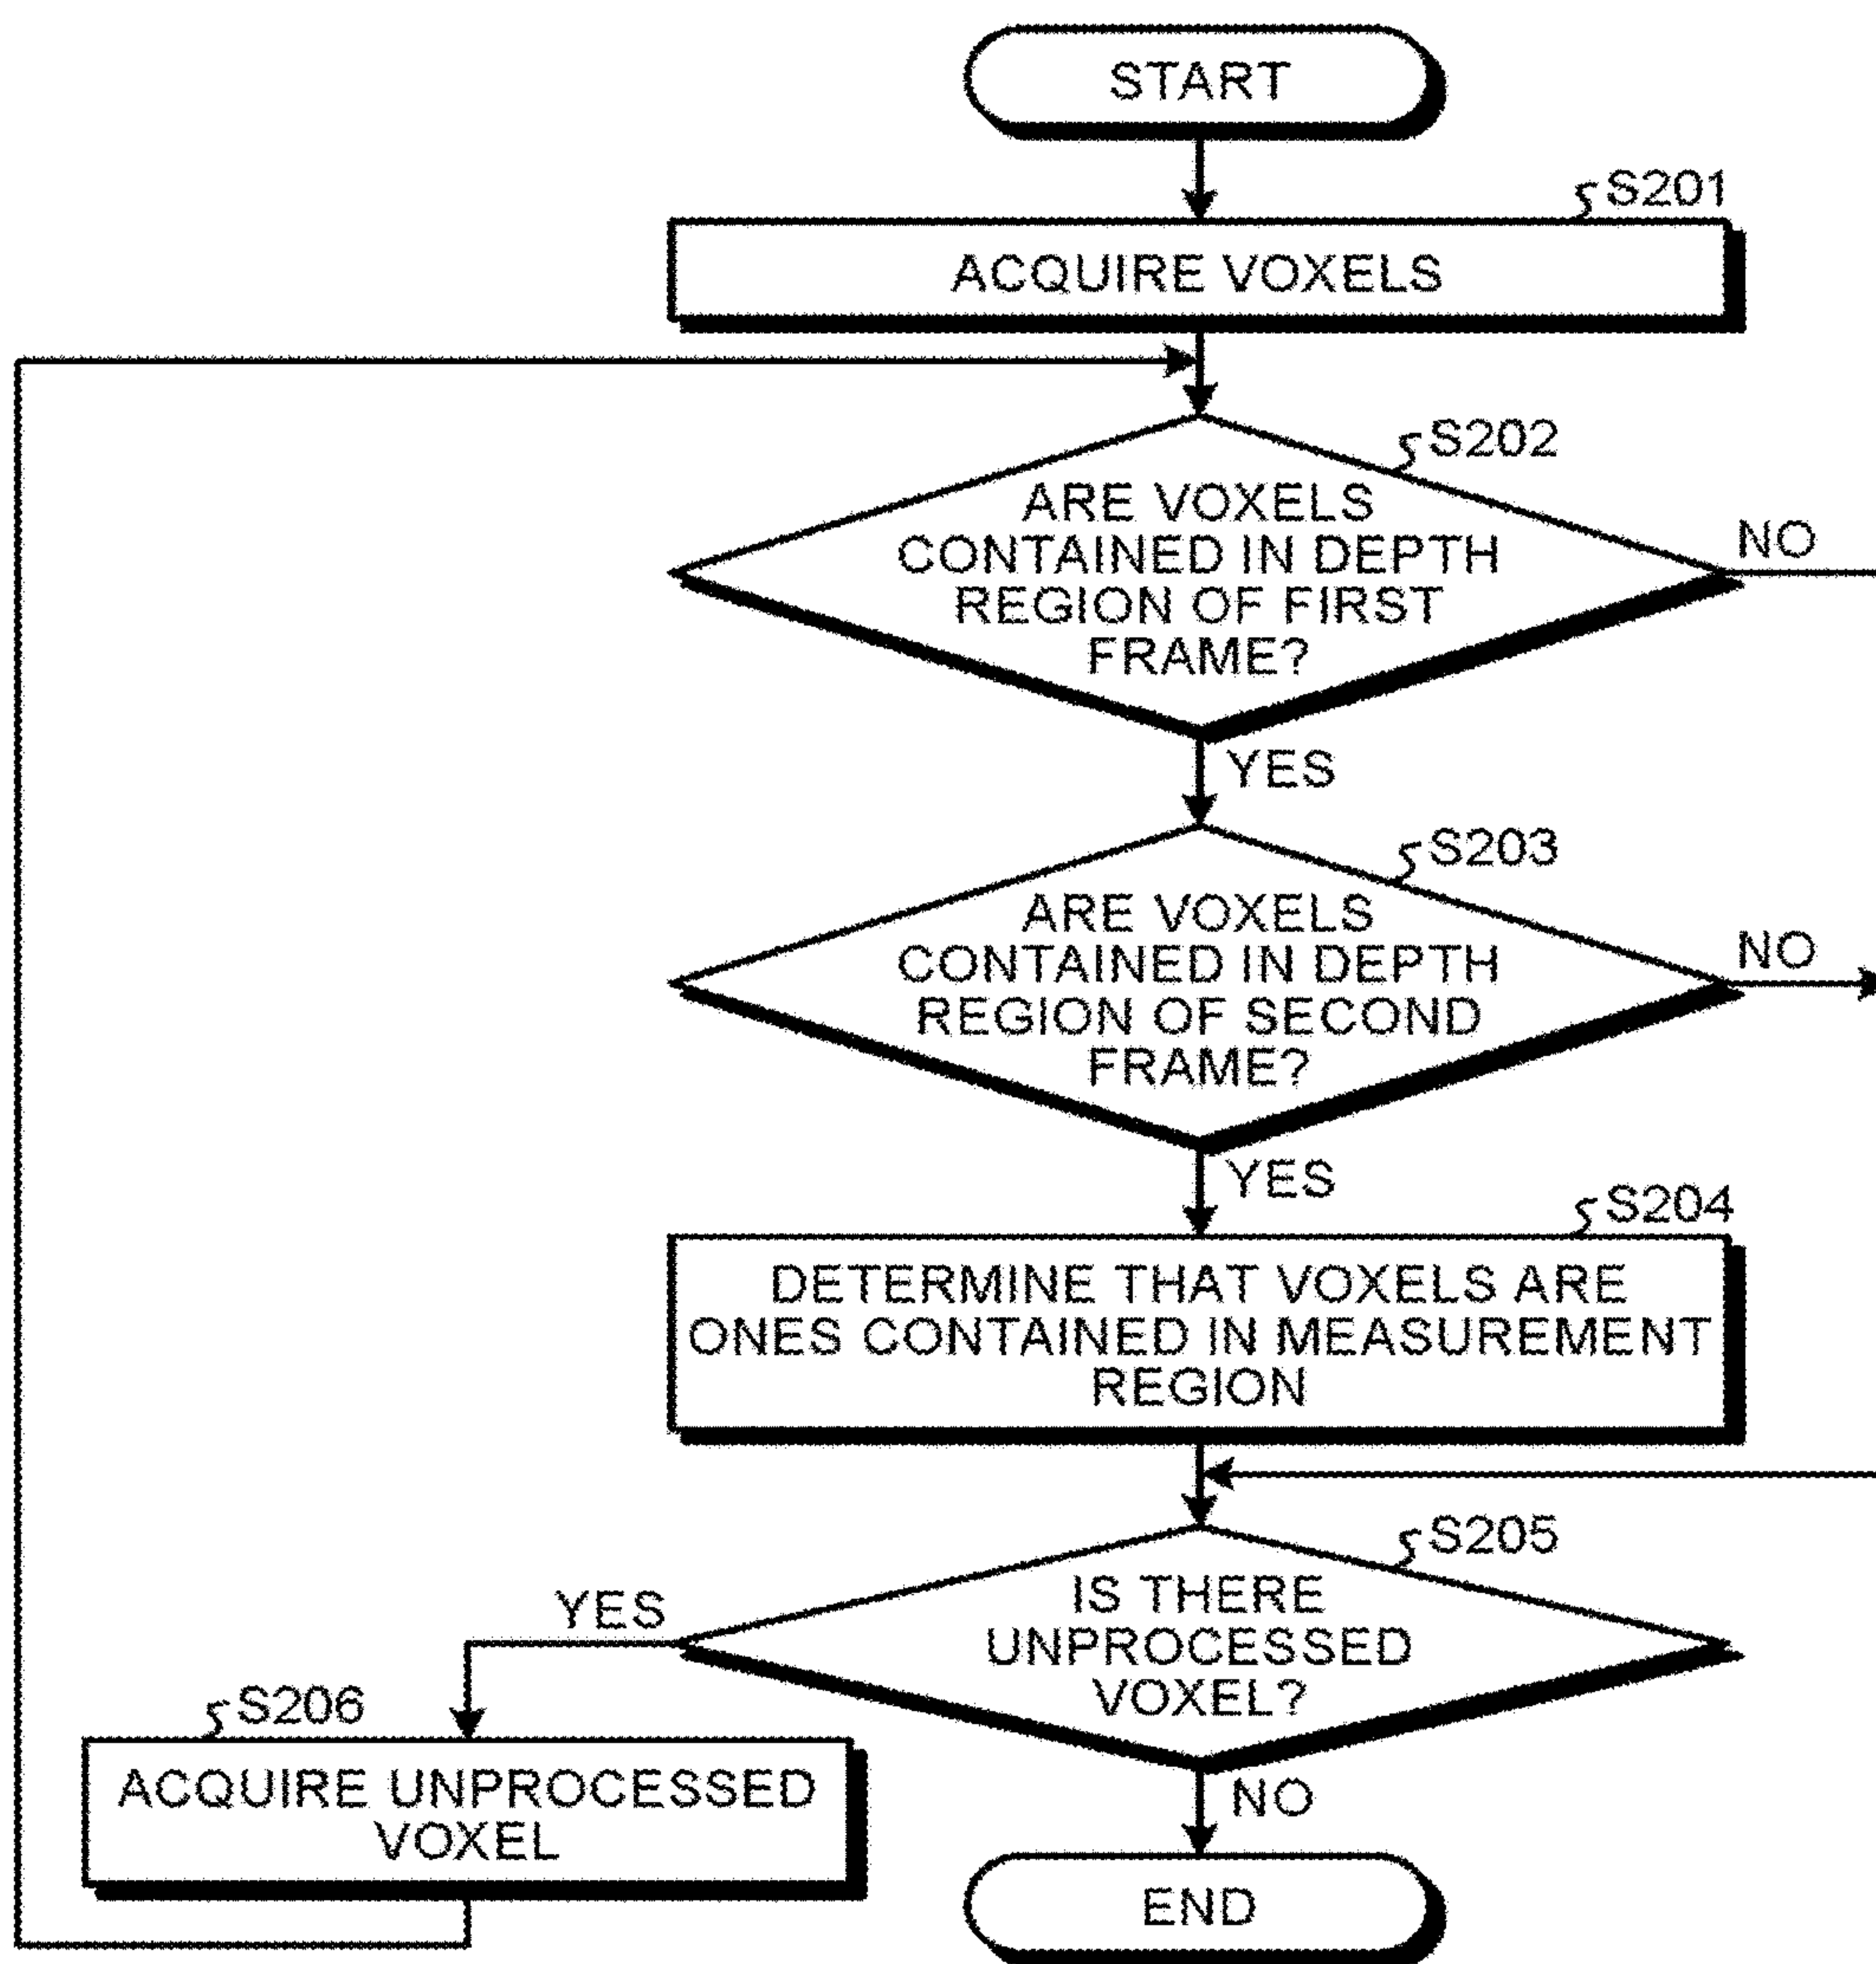 START
S201
ACQUIRE VOXELS
S202
ARE VOXELS
CONTAINED IN DEPTH
REGION OF FIRST
FRAME?
NO
YES
S203
ARE VOXELS
CONTAINED IN DEPTH
REGION OF SECOND
FRAME?
NO
YES
S204
DETERMINE THAT VOXELS ARE
ONES CONTAINED IN MEASUREMENT
REGION
S205
IS THERE
UNPROCESSED
VOXEL?
YES
S206
ACQUIRE UNPROCESSED
VOXEL
NO
END